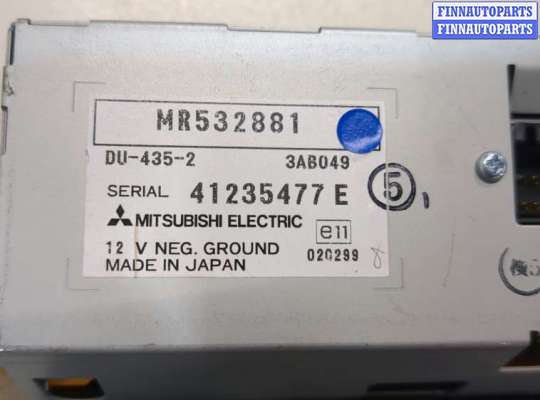 FINNAUTOPARTS
FINNAUTOPARTS
MR532881
DU-435-2 3AB049
SERIAL 41235477 E 5
MITSUBISHI ELECTRIC
e11
12 V NEG. GROUND 020299
MADE IN JAPAN